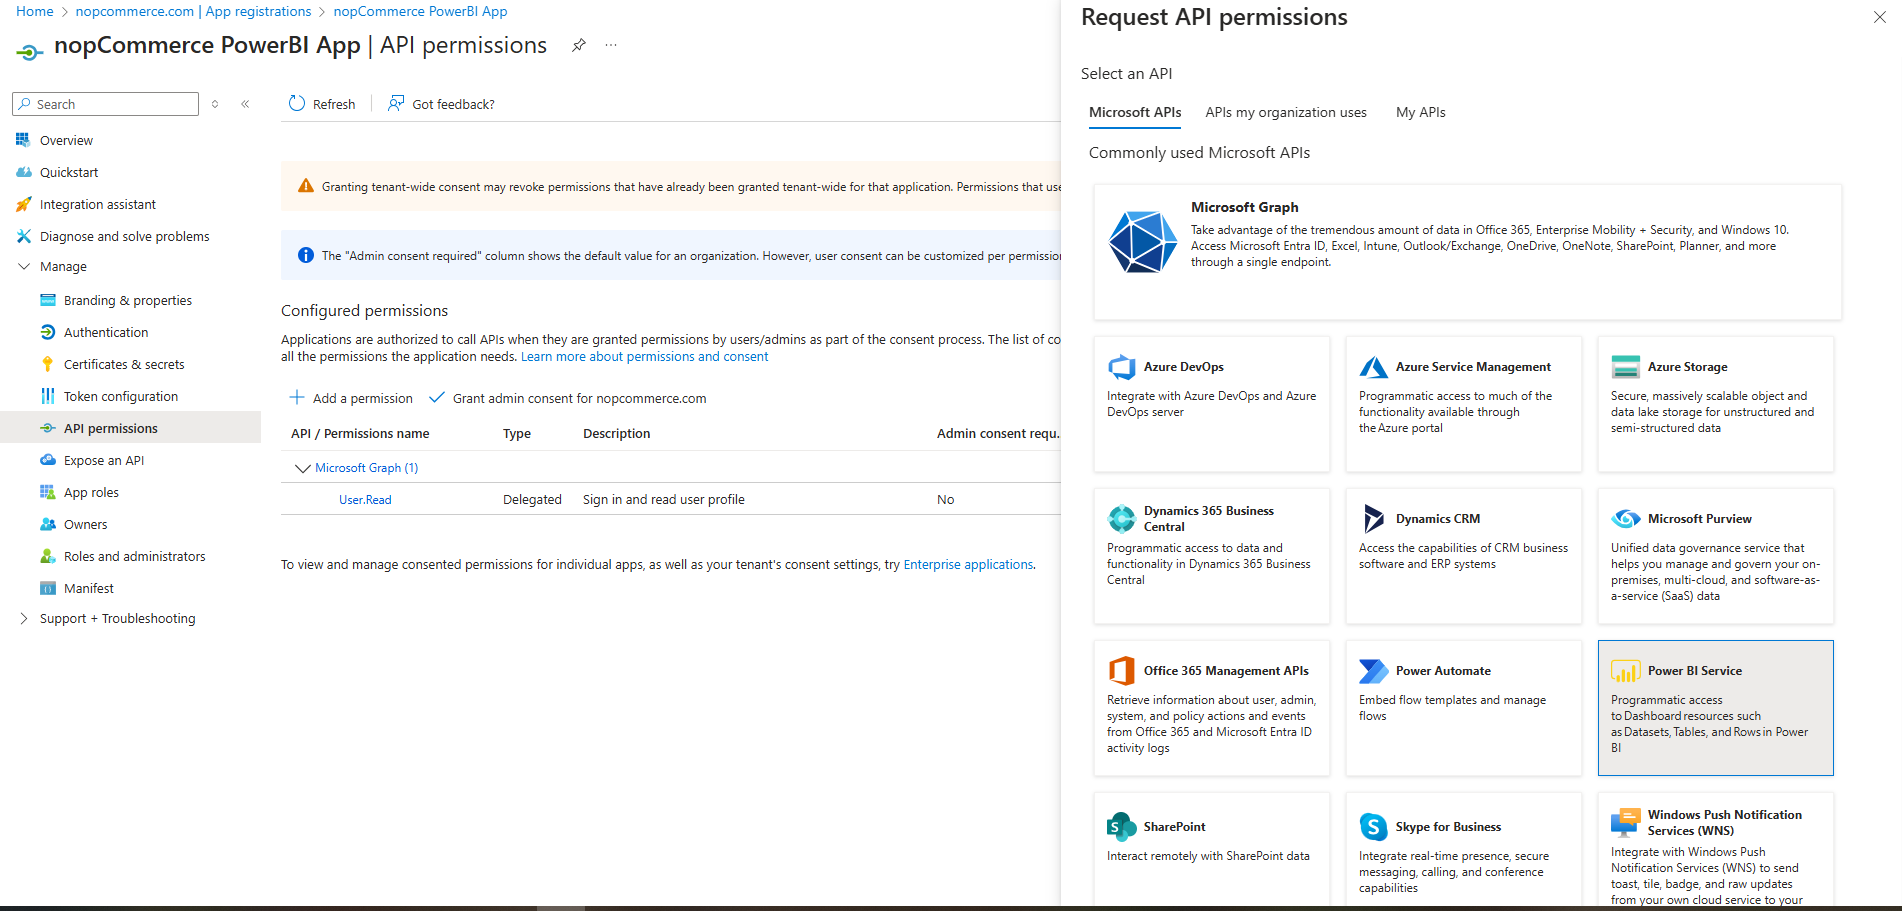 Home > nopcommerce.com | App registrations > nopCommerce PowerBI App
nopCommerce PowerBI App | API permissions
Search
Overview
Quickstart
Integration assistant
Diagnose and solve problems
Manage
Branding & properties
Authentication
Certificates & secrets
Token configuration
API permissions
Expose an API
App roles
Owners
Roles and administrators
Manifest
Support + Troubleshooting
Refresh
Got feedback?
Granting tenant-wide consent may revoke permissions that have already been granted tenant-wide for that application. Permissions that use
The "Admin consent required" column shows the default value for an organization. However, user consent can be customized per permission
Configured permissions
Applications are authorized to call APIs when they are granted permissions by users/admins as part of the consent process. The list of co
all the permissions the application needs. Learn more about permissions and consent
Add a permission
Grant admin consent for nopcommerce.com
API / Permissions name Type Description Admin consent requ.
Microsoft Graph (1)
User.Read Delegated Sign in and read user profile No
To view and manage consented permissions for individual apps, as well as your tenant's consent settings, try Enterprise applications.
Request API permissions
Select an API
Microsoft APIs APIs my organization uses My APIs
Commonly used Microsoft APIs
Microsoft Graph
Take advantage of the tremendous amount of data in Office 365, Enterprise Mobility + Security, and Windows 10.
Access Microsoft Entra ID, Excel, Intune, Outlook/Exchange, OneDrive, OneNote, SharePoint, Planner, and more
through a single endpoint.
Azure DevOps
Integrate with Azure DevOps and Azure
DevOps server
Azure Service Management
Programmatic access to much of the
functionality available through
the Azure portal
Azure Storage
Secure, massively scalable object and
data lake storage for unstructured and
semi-structured data
Dynamics 365 Business
Central
Programmatic access to data and
functionality in Dynamics 365 Business
Central
Dynamics CRM
Access the capabilities of CRM business
software and ERP systems
Microsoft Purview
Unified data governance service that
helps you manage and govern your on-
premises, multi-cloud, and software-as-
a-service (SaaS) data
Office 365 Management APIs
Retrieve information about user, admin,
system, and policy actions and events
from Office 365 and Microsoft Entra ID
activity logs
Power Automate
Embed flow templates and manage
flows
Power BI Service
Programmatic access
to Dashboard resources such
as Datasets, Tables, and Rows in Power
BI
SharePoint
Interact remotely with SharePoint data
Skype for Business
Integrate real-time presence, secure
messaging, calling, and conference
capabilities
Windows Push Notification
Services (WNS)
Integrate with Windows Push
Notification Services (WNS) to send
toast, tile, badge, and raw updates
from your own cloud service to your